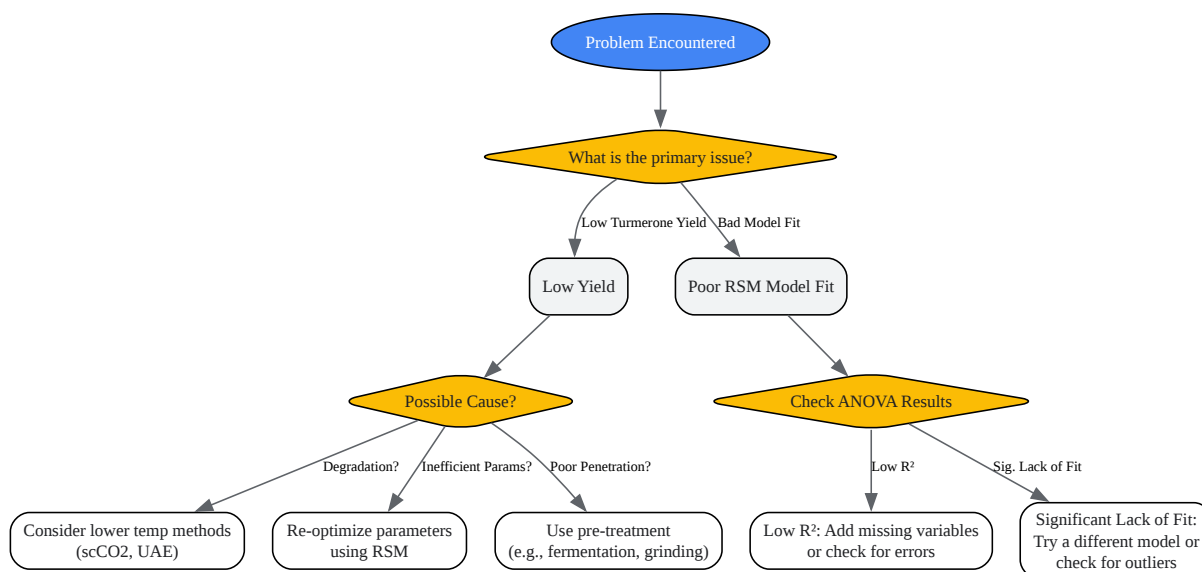 Problem Encountered
What is the primary issue?
Low Turmerone Yield
Bad Model Fit
Low Yield
Poor RSM Model Fit
Possible Cause?
Check ANOVA Results
Degradation?
Inefficient Params?
Poor Penetration?
Low R²
Sig. Lack of Fit
Consider lower temp methods
(scCO2, UAE)
Re-optimize parameters
using RSM
Use pre-treatment
(e.g., fermentation, grinding)
Low R²: Add missing variables
or check for errors
Significant Lack of Fit:
Try a different model or
check for outliers